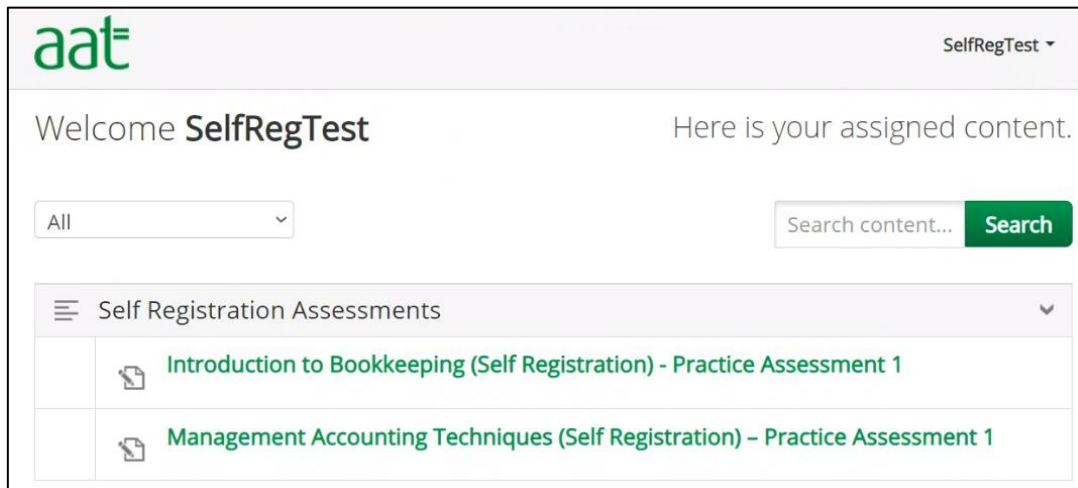 aat
SelfRegTest
Welcome SelfRegTest
Here is your assigned content.
All
Search content...
Search
Self Registration Assessments
Introduction to Bookkeeping (Self Registration) - Practice Assessment 1
Management Accounting Techniques (Self Registration) – Practice Assessment 1